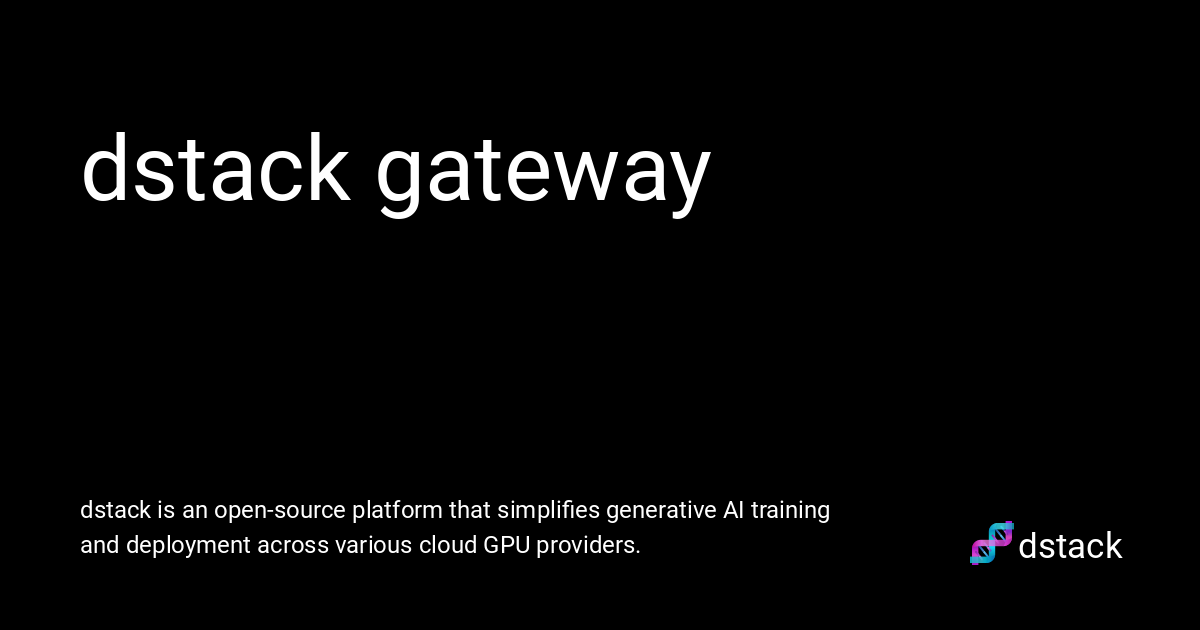 dstack gateway
dstack is an open-source platform that simplifies generative AI training
and deployment across various cloud GPU providers.
dstack